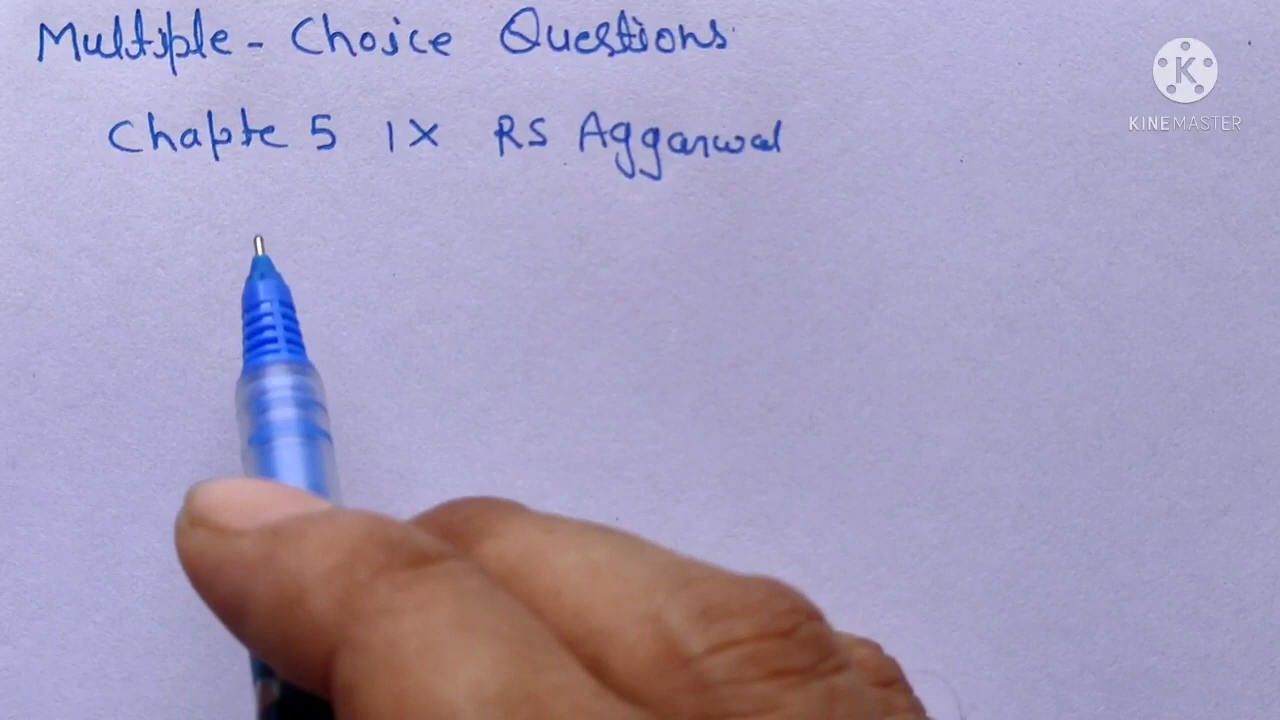 Multiple - Choice Questions
Chapte 5 IX RS Aggarwal
K
KINEMASTER